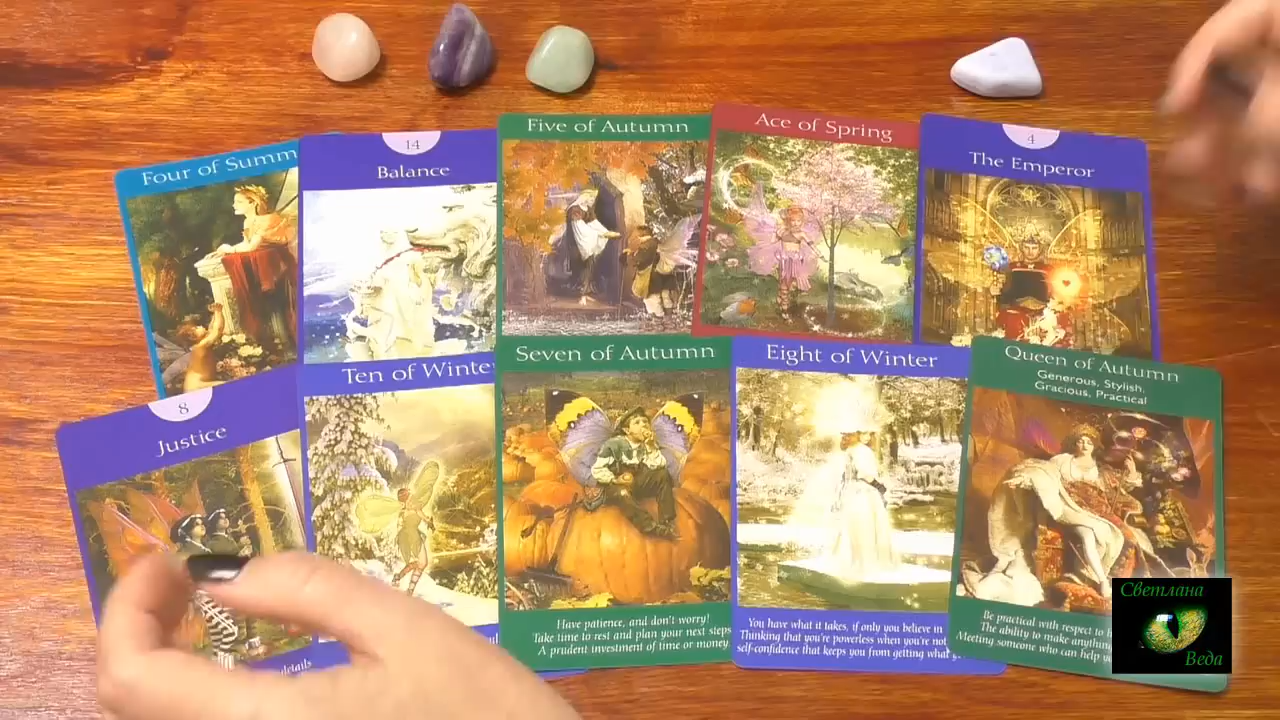 Four of Summ
14
Balance
Five of Autumn
Ace of Spring
4
The Emperor
8
Justice
details
Ten of Winter
Seven of Autumn
Have patience, and don't worry!
Take time to rest and plan your next steps
A prudent investment of time or money
Eight of Winter
You have what it takes, if only you believe in
Thinking that you're powerless when you're not
self-confidence that keeps you from getting what
Queen of Autumn
Generous, Stylish,
Gracious, Practical
Be practical with respect to
The ability to make anything
Meeting someone who can help
Светлана
Веда